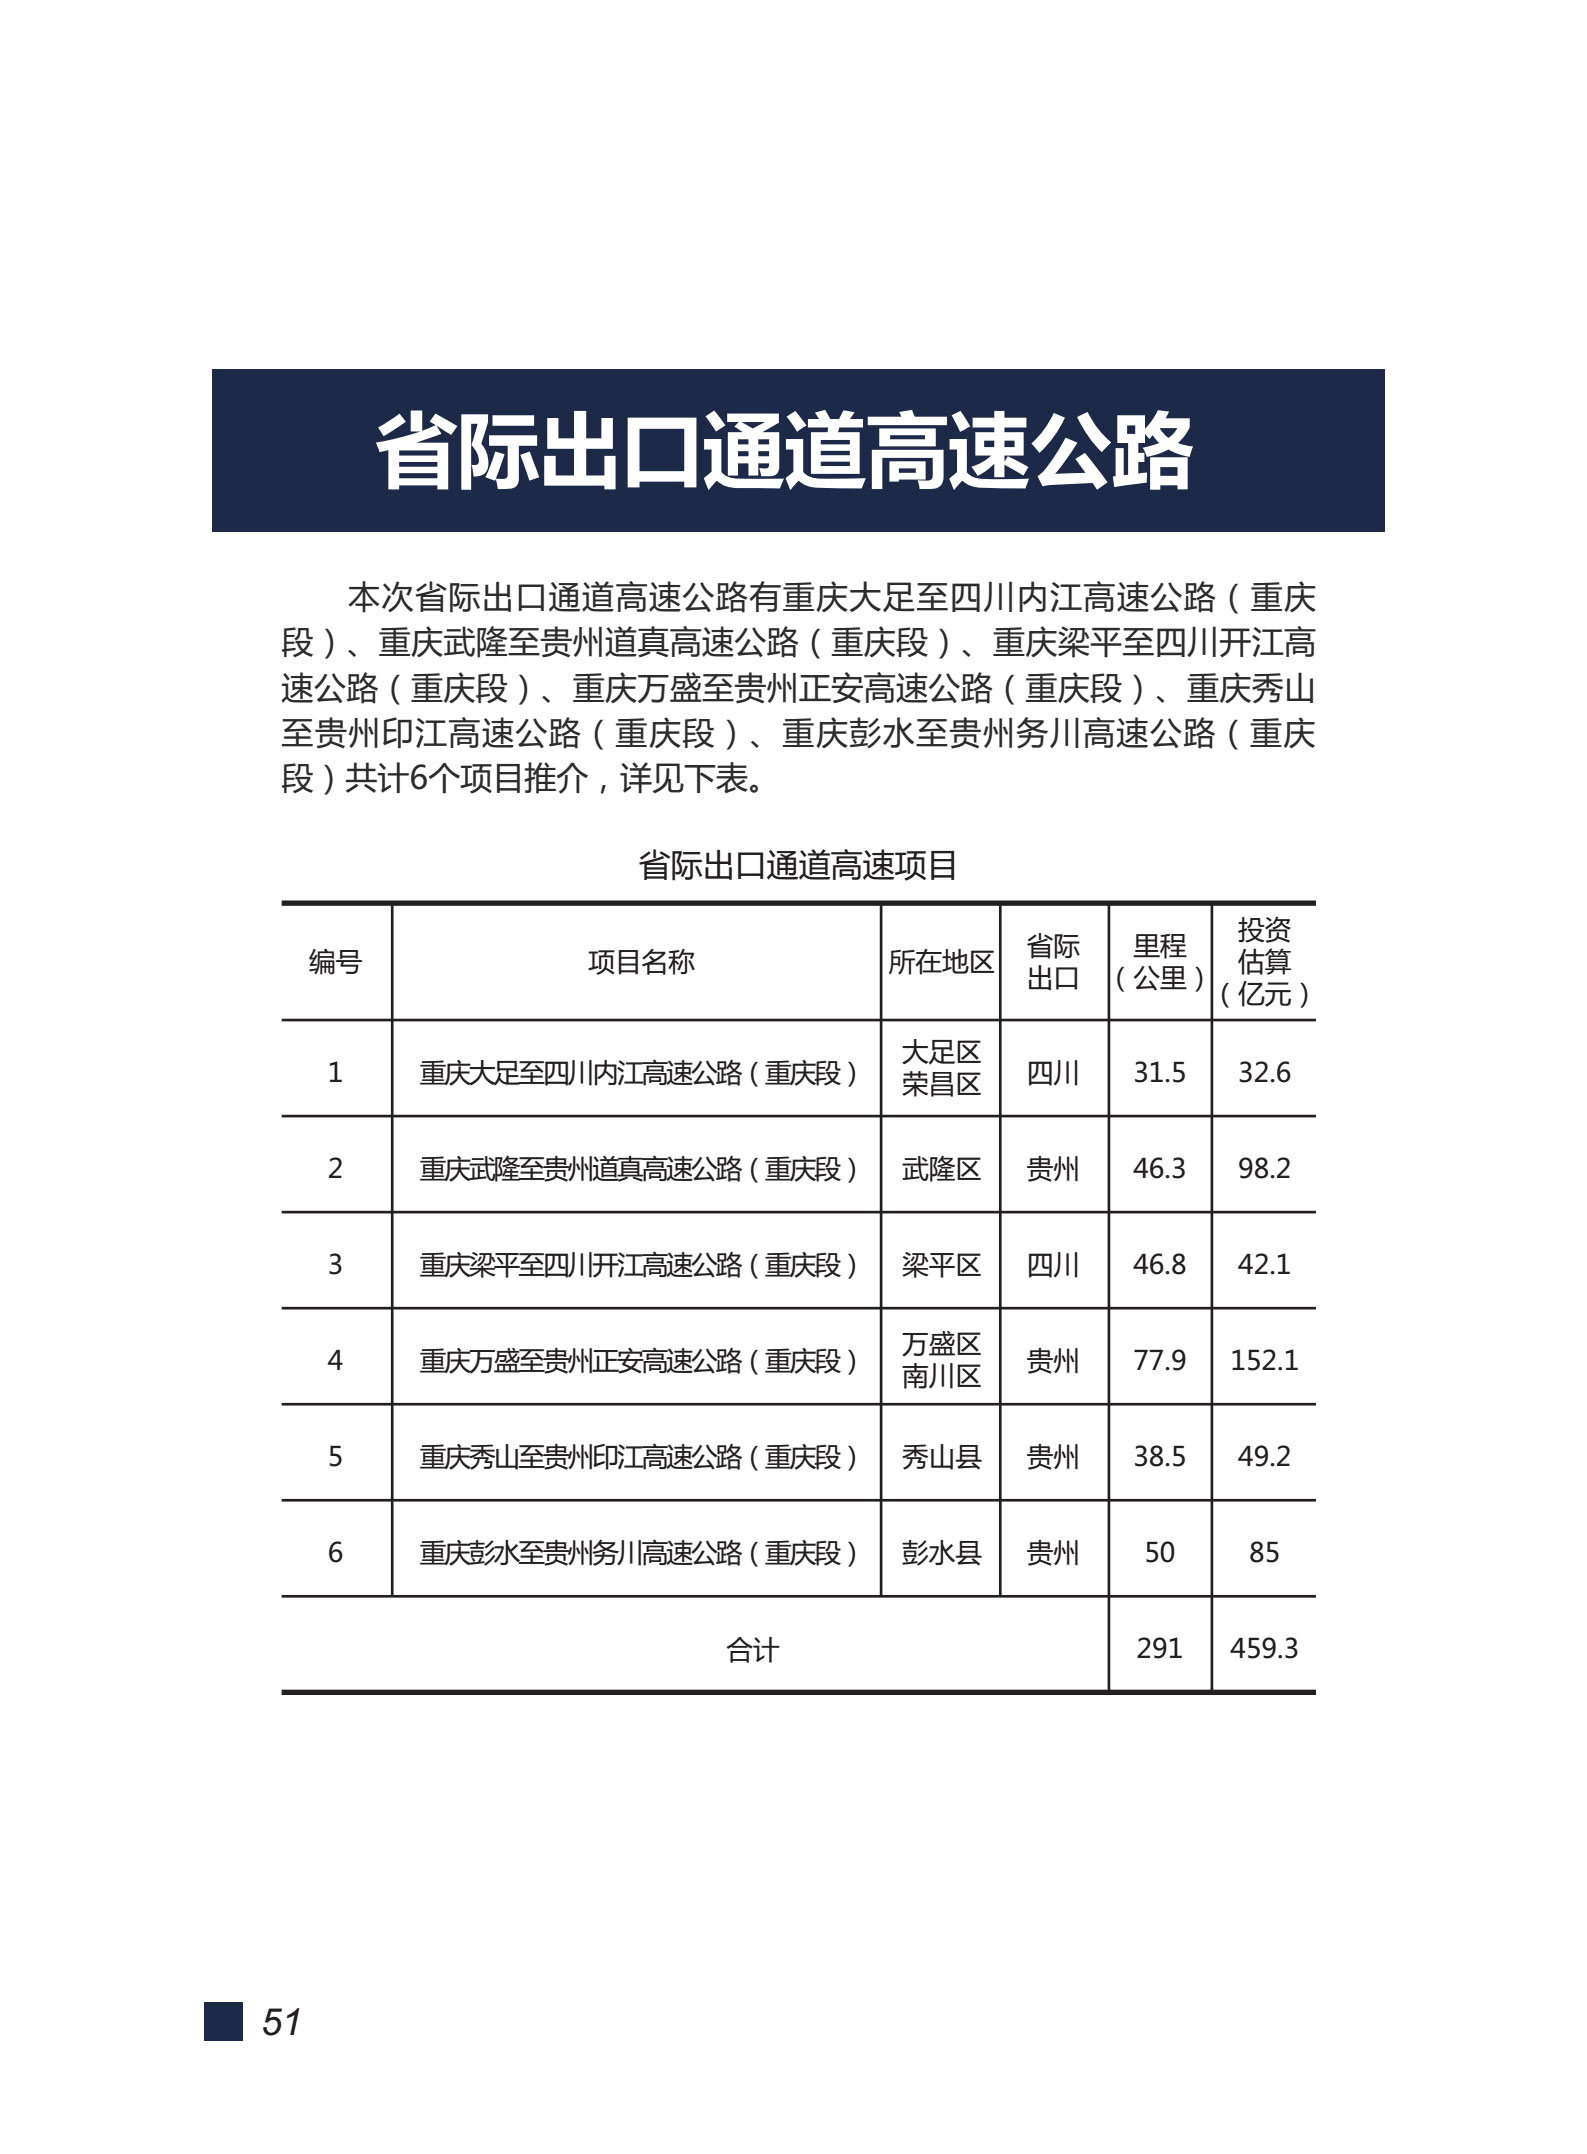 省际出口通道高速公路
本次省际出口通道高速公路有重庆大足至四川内江高速公路（重庆
段）、重庆武隆至贵州道真高速公路（重庆段）、重庆梁平至四川开江高
速公路（重庆段）、重庆万盛至贵州正安高速公路（重庆段）、重庆秀山
至贵州印江高速公路（重庆段）、重庆彭水至贵州务川高速公路（重庆
段）共计6个项目推介，详见下表。
省际出口通道高速项目
编号 项目名称 所在地区 省际出口 里程（公里） 投资估算（亿元）
1 重庆大足至四川内江高速公路（重庆段） 大足区荣昌区 四川 31.5 32.6
2 重庆武隆至贵州道真高速公路（重庆段） 武隆区 贵州 46.3 98.2
3 重庆梁平至四川开江高速公路（重庆段） 梁平区 四川 46.8 42.1
4 重庆万盛至贵州正安高速公路（重庆段） 万盛区南川区 贵州 77.9 152.1
5 重庆秀山至贵州印江高速公路（重庆段） 秀山县 贵州 38.5 49.2
6 重庆彭水至贵州务川高速公路（重庆段） 彭水县 贵州 50 85
合计 291 459.3
51